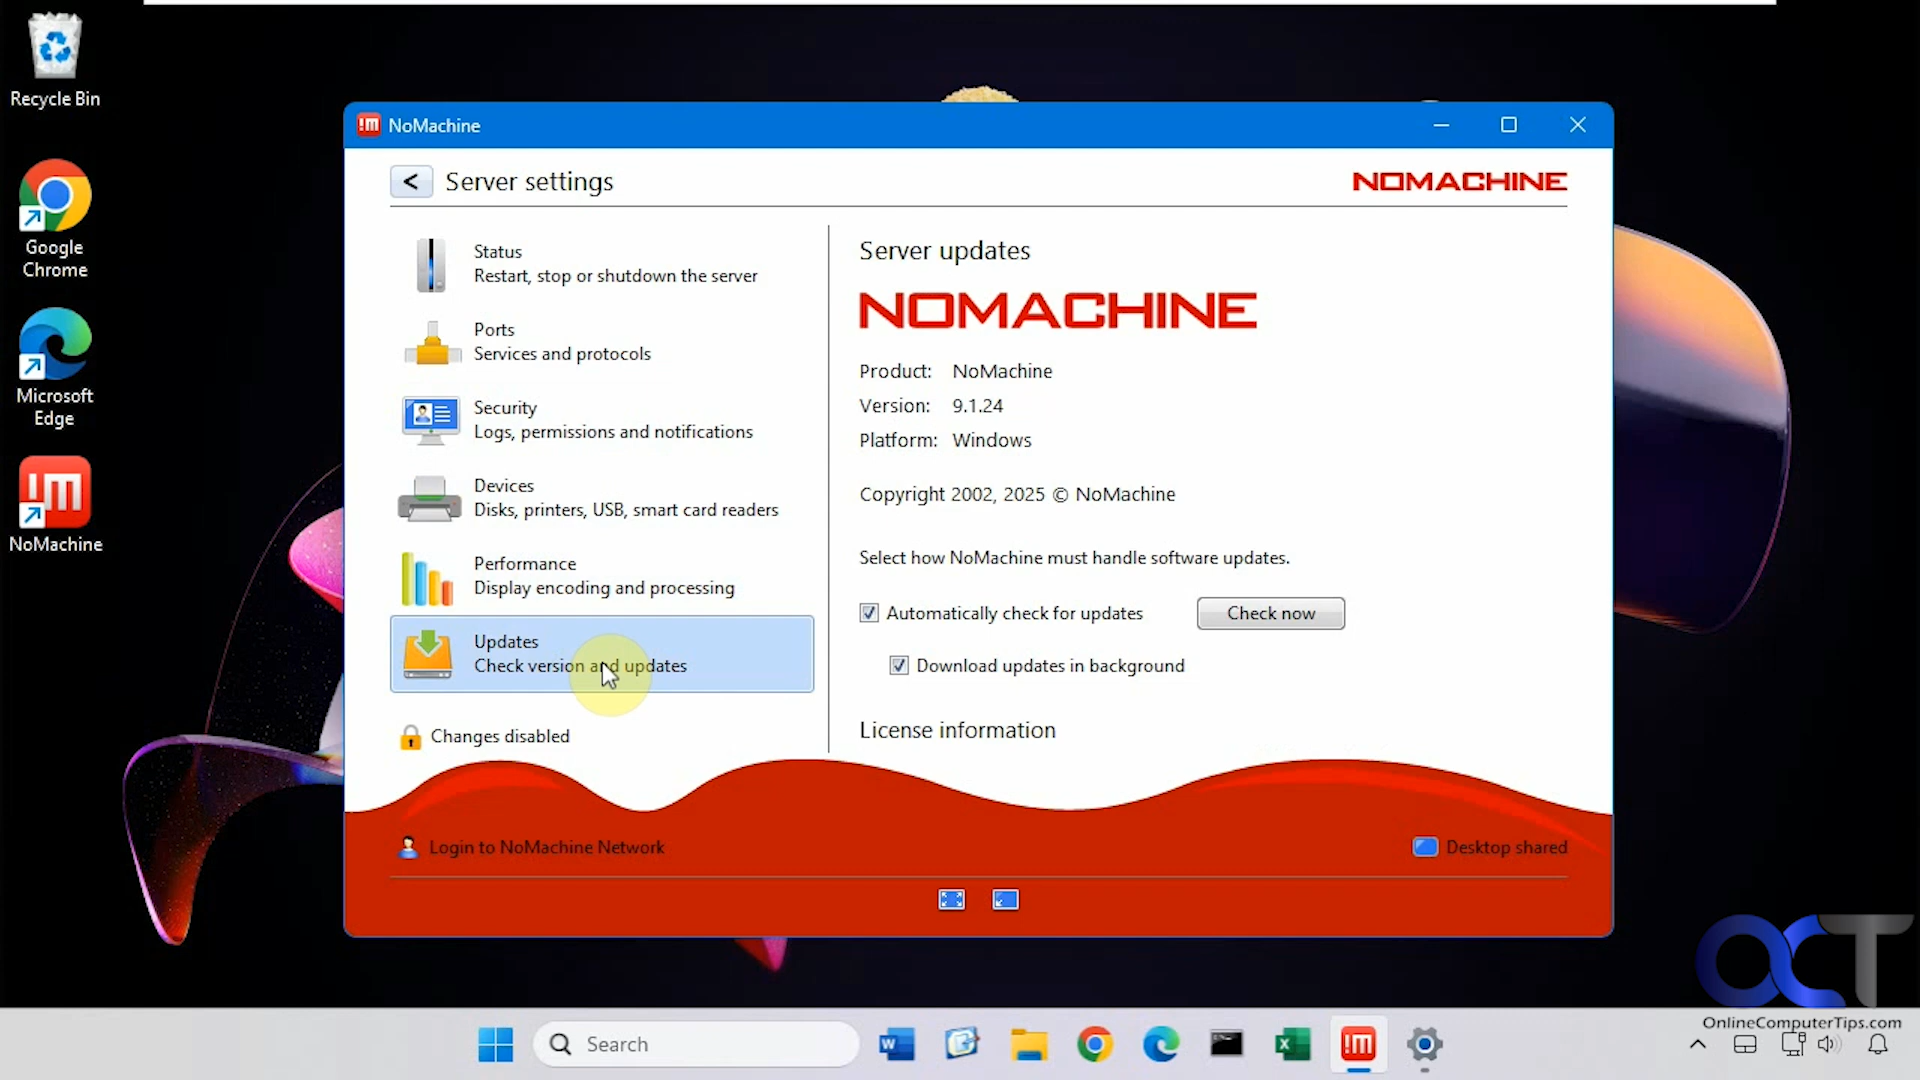 Recycle Bin
Google
Chrome
Microsoft
Edge
NoMachine
NoMachine
<
Server settings
NOMACHINE
Status
Restart, stop or shutdown the server
Ports
Services and protocols
Security
Logs, permissions and notifications
Devices
Disks, printers, USB, smart card readers
Performance
Display encoding and processing
Updates
Check version and updates
Changes disabled
Server updates
NOMACHINE
Product: NoMachine
Version: 9.1.24
Platform: Windows
Copyright 2002, 2025 © NoMachine
Select how NoMachine must handle software updates.
Automatically check for updates
Check now
Download updates in background
License information
Login to NoMachine Network
Desktop shared
OCT
OnlineComputerTips.com
Search